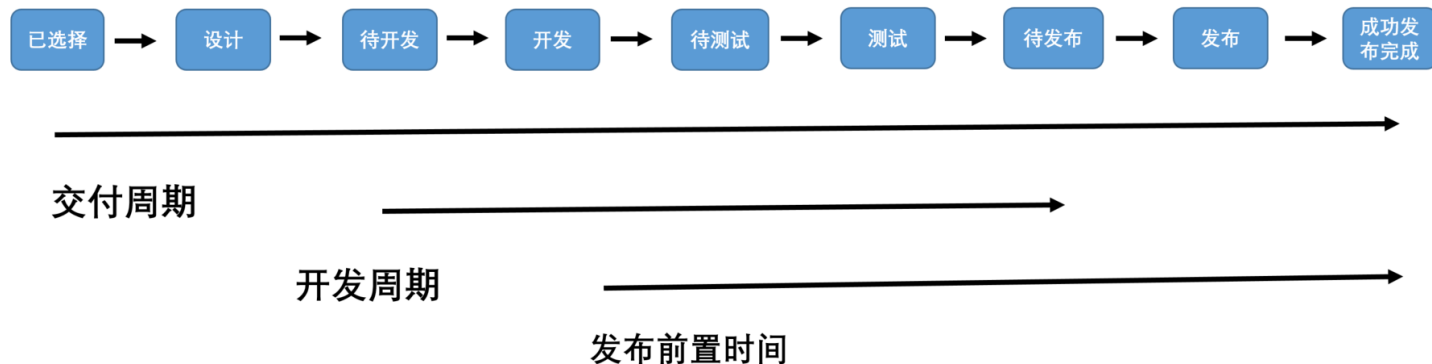 已选择
设计
待开发
开发
待测试
测试
待发布
发布
成功发
布完成
交付周期
开发周期
发布前置时间